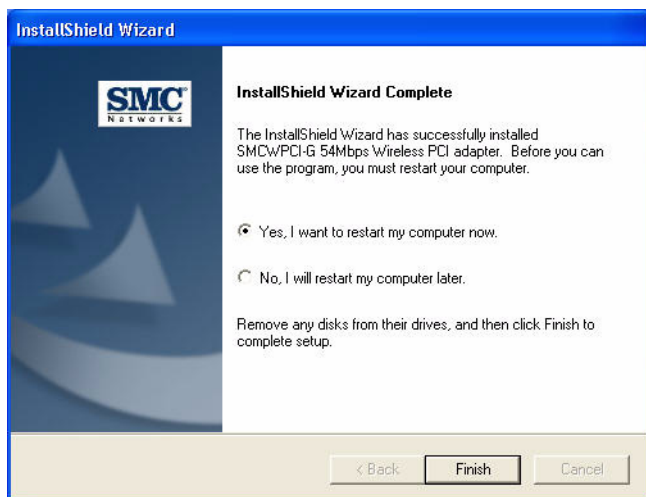 InstallShield Wizard
SMC
Networks
InstallShield Wizard Complete
The InstallShield Wizard has successfully installed
SMCWPCI-G 54Mbps Wireless PCI adapter. Before you can
use the program, you must restart your computer.
Yes, I want to restart my computer now.
No, I will restart my computer later.
Remove any disks from their drives, and then click Finish to
complete setup.
< Back
Finish
Cancel